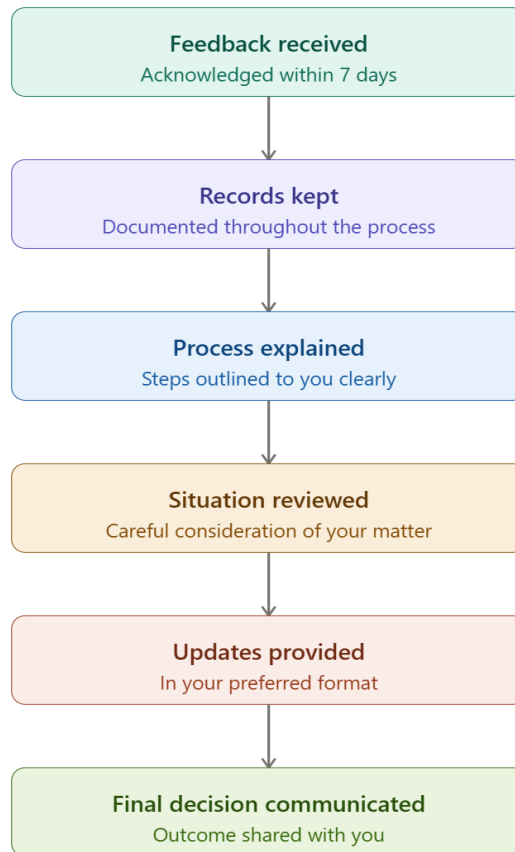 Feedback received
Acknowledged within 7 days
Records kept
Documented throughout the process
Process explained
Steps outlined to you clearly
Situation reviewed
Careful consideration of your matter
Updates provided
In your preferred format
Final decision communicated
Outcome shared with you